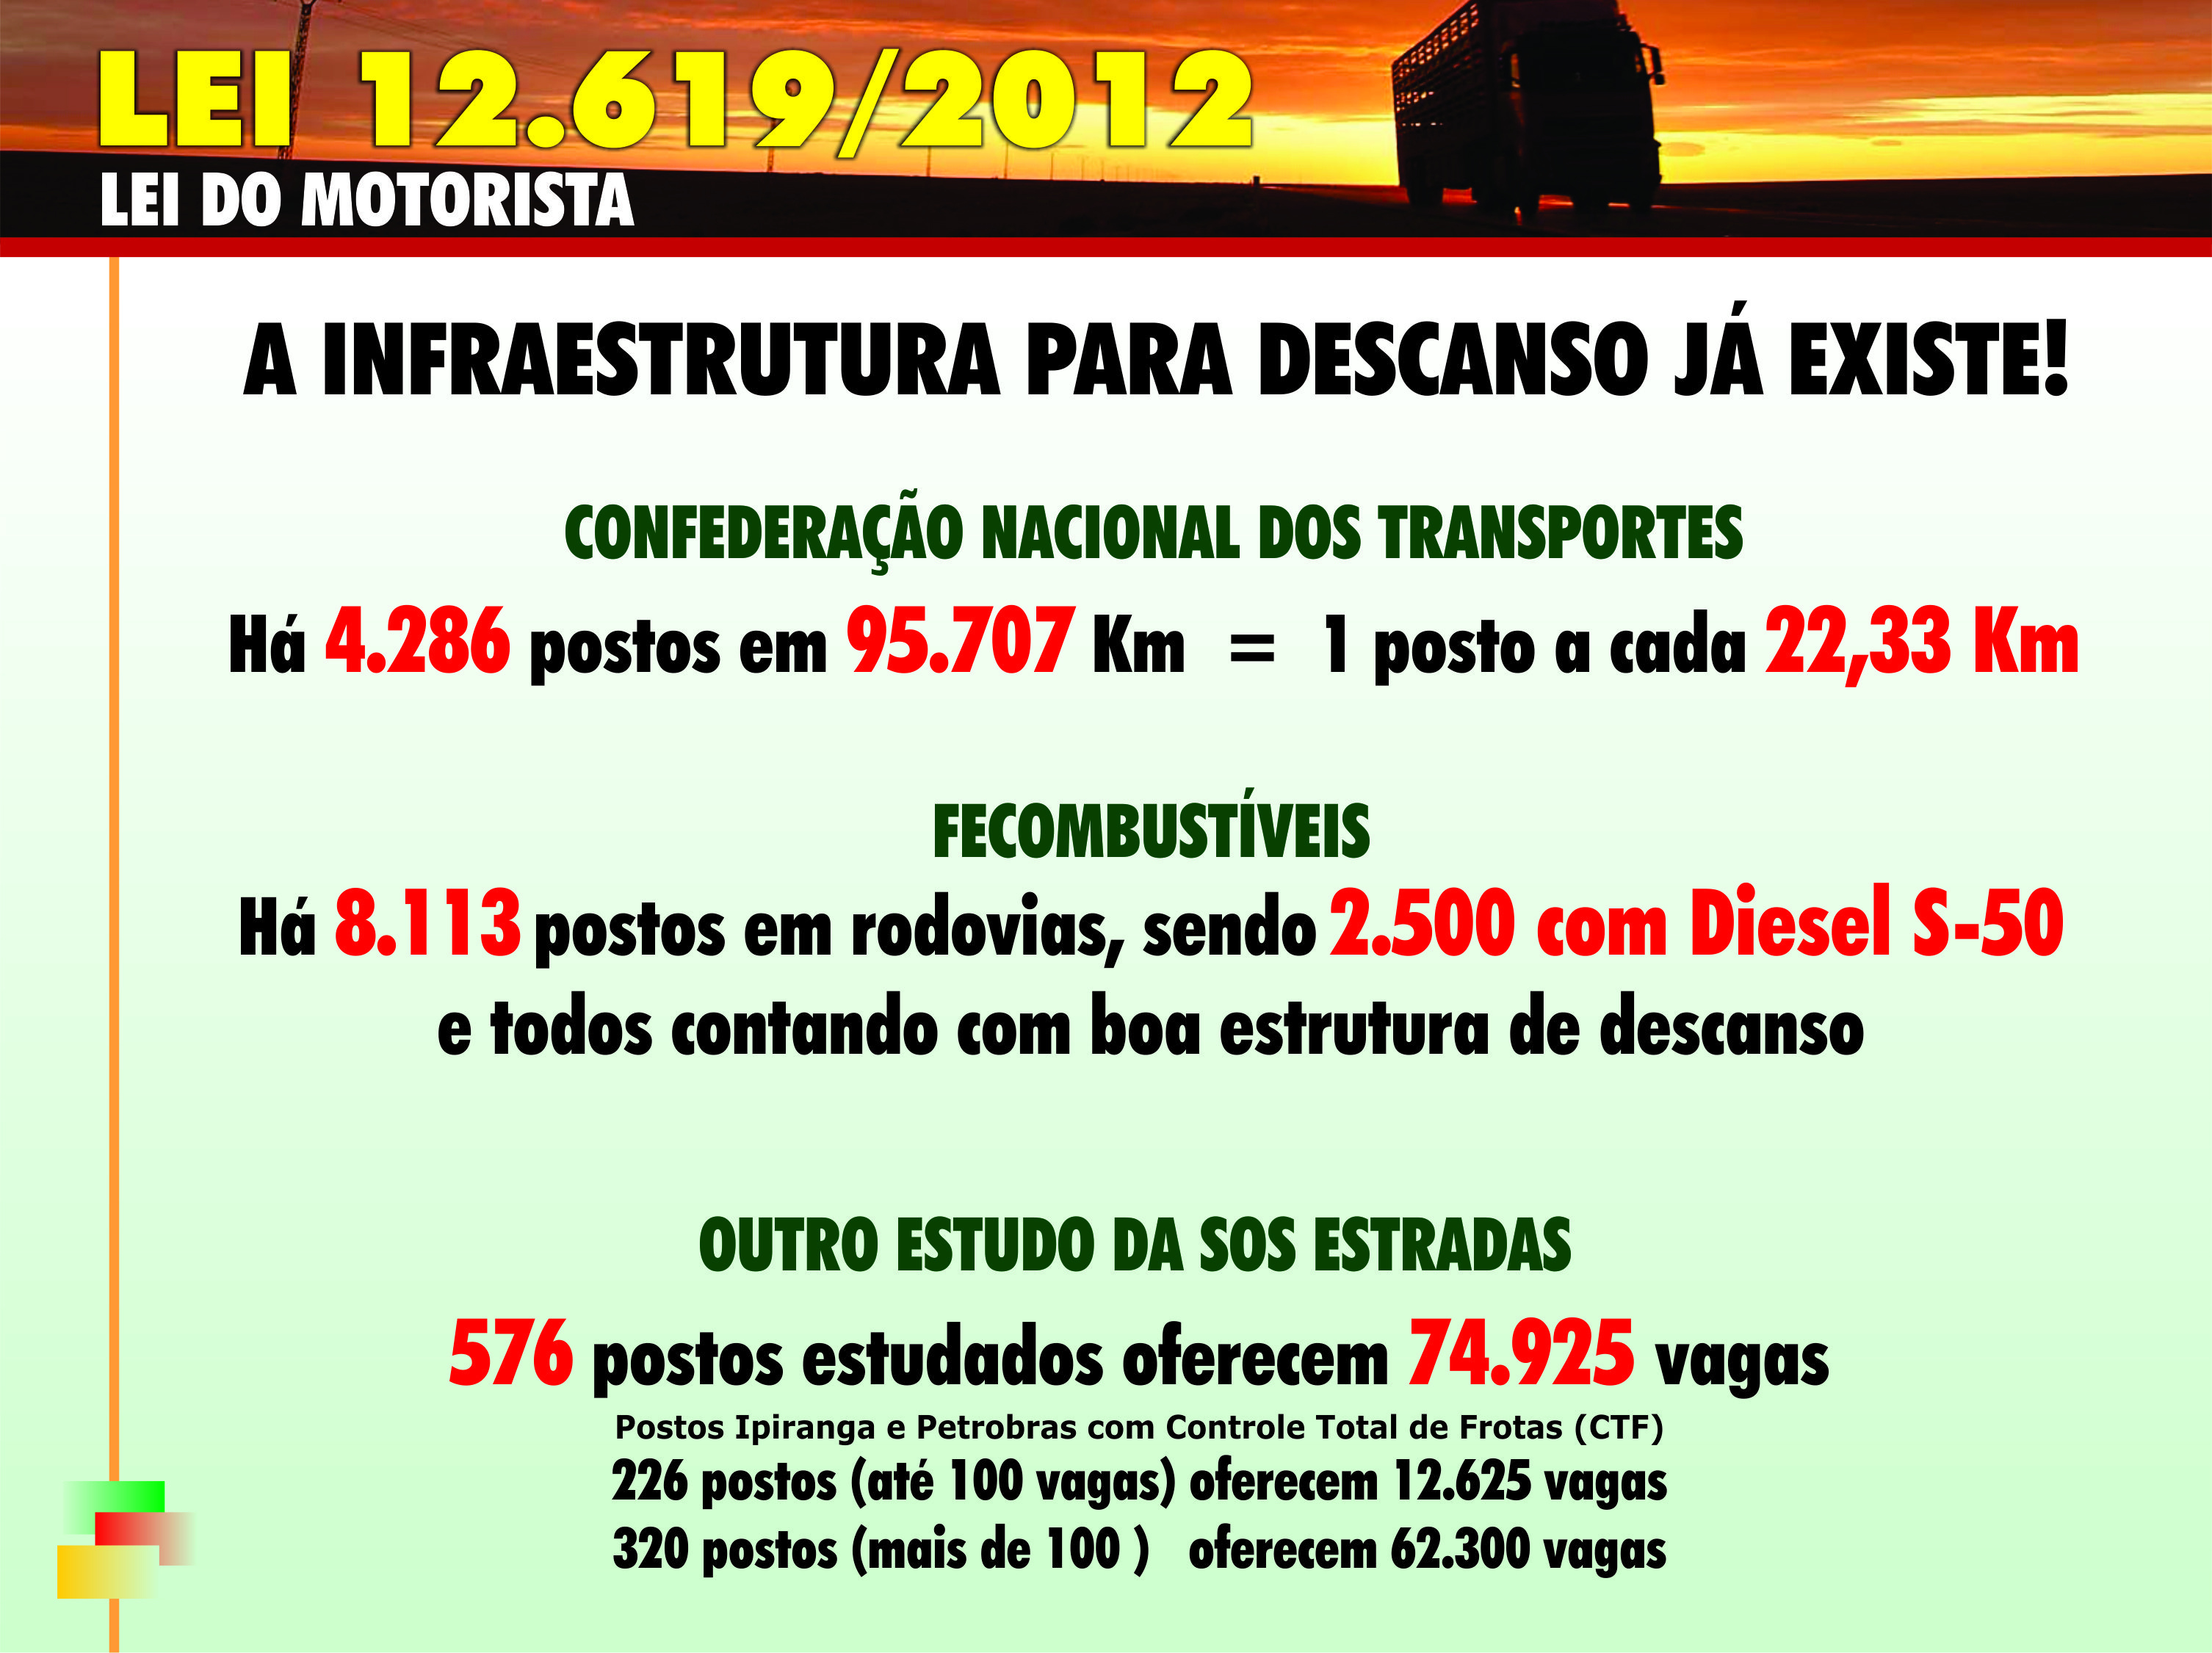 LEI 12.619/2012
LEI DO MOTORISTA
A INFRAESTRUTURA PARA DESCANSO JÁ EXISTE!
CONFEDERAÇÃO NACIONAL DOS TRANSPORTES
Há 4.286 postos em 95.707 Km = 1 posto a cada 22,33 Km
FECOMBUSTÍVEIS
Há 8.113 postos em rodovias, sendo 2.500 com Diesel S-50
e todos contando com boa estrutura de descanso
OUTRO ESTUDO DA SOS ESTRADAS
576 postos estudados oferecem 74.925 vagas
Postos Ipiranga e Petrobras com Controle Total de Frotas (CTF)
226 postos (até 100 vagas) oferecem 12.625 vagas
320 postos (mais de 100 ) oferecem 62.300 vagas